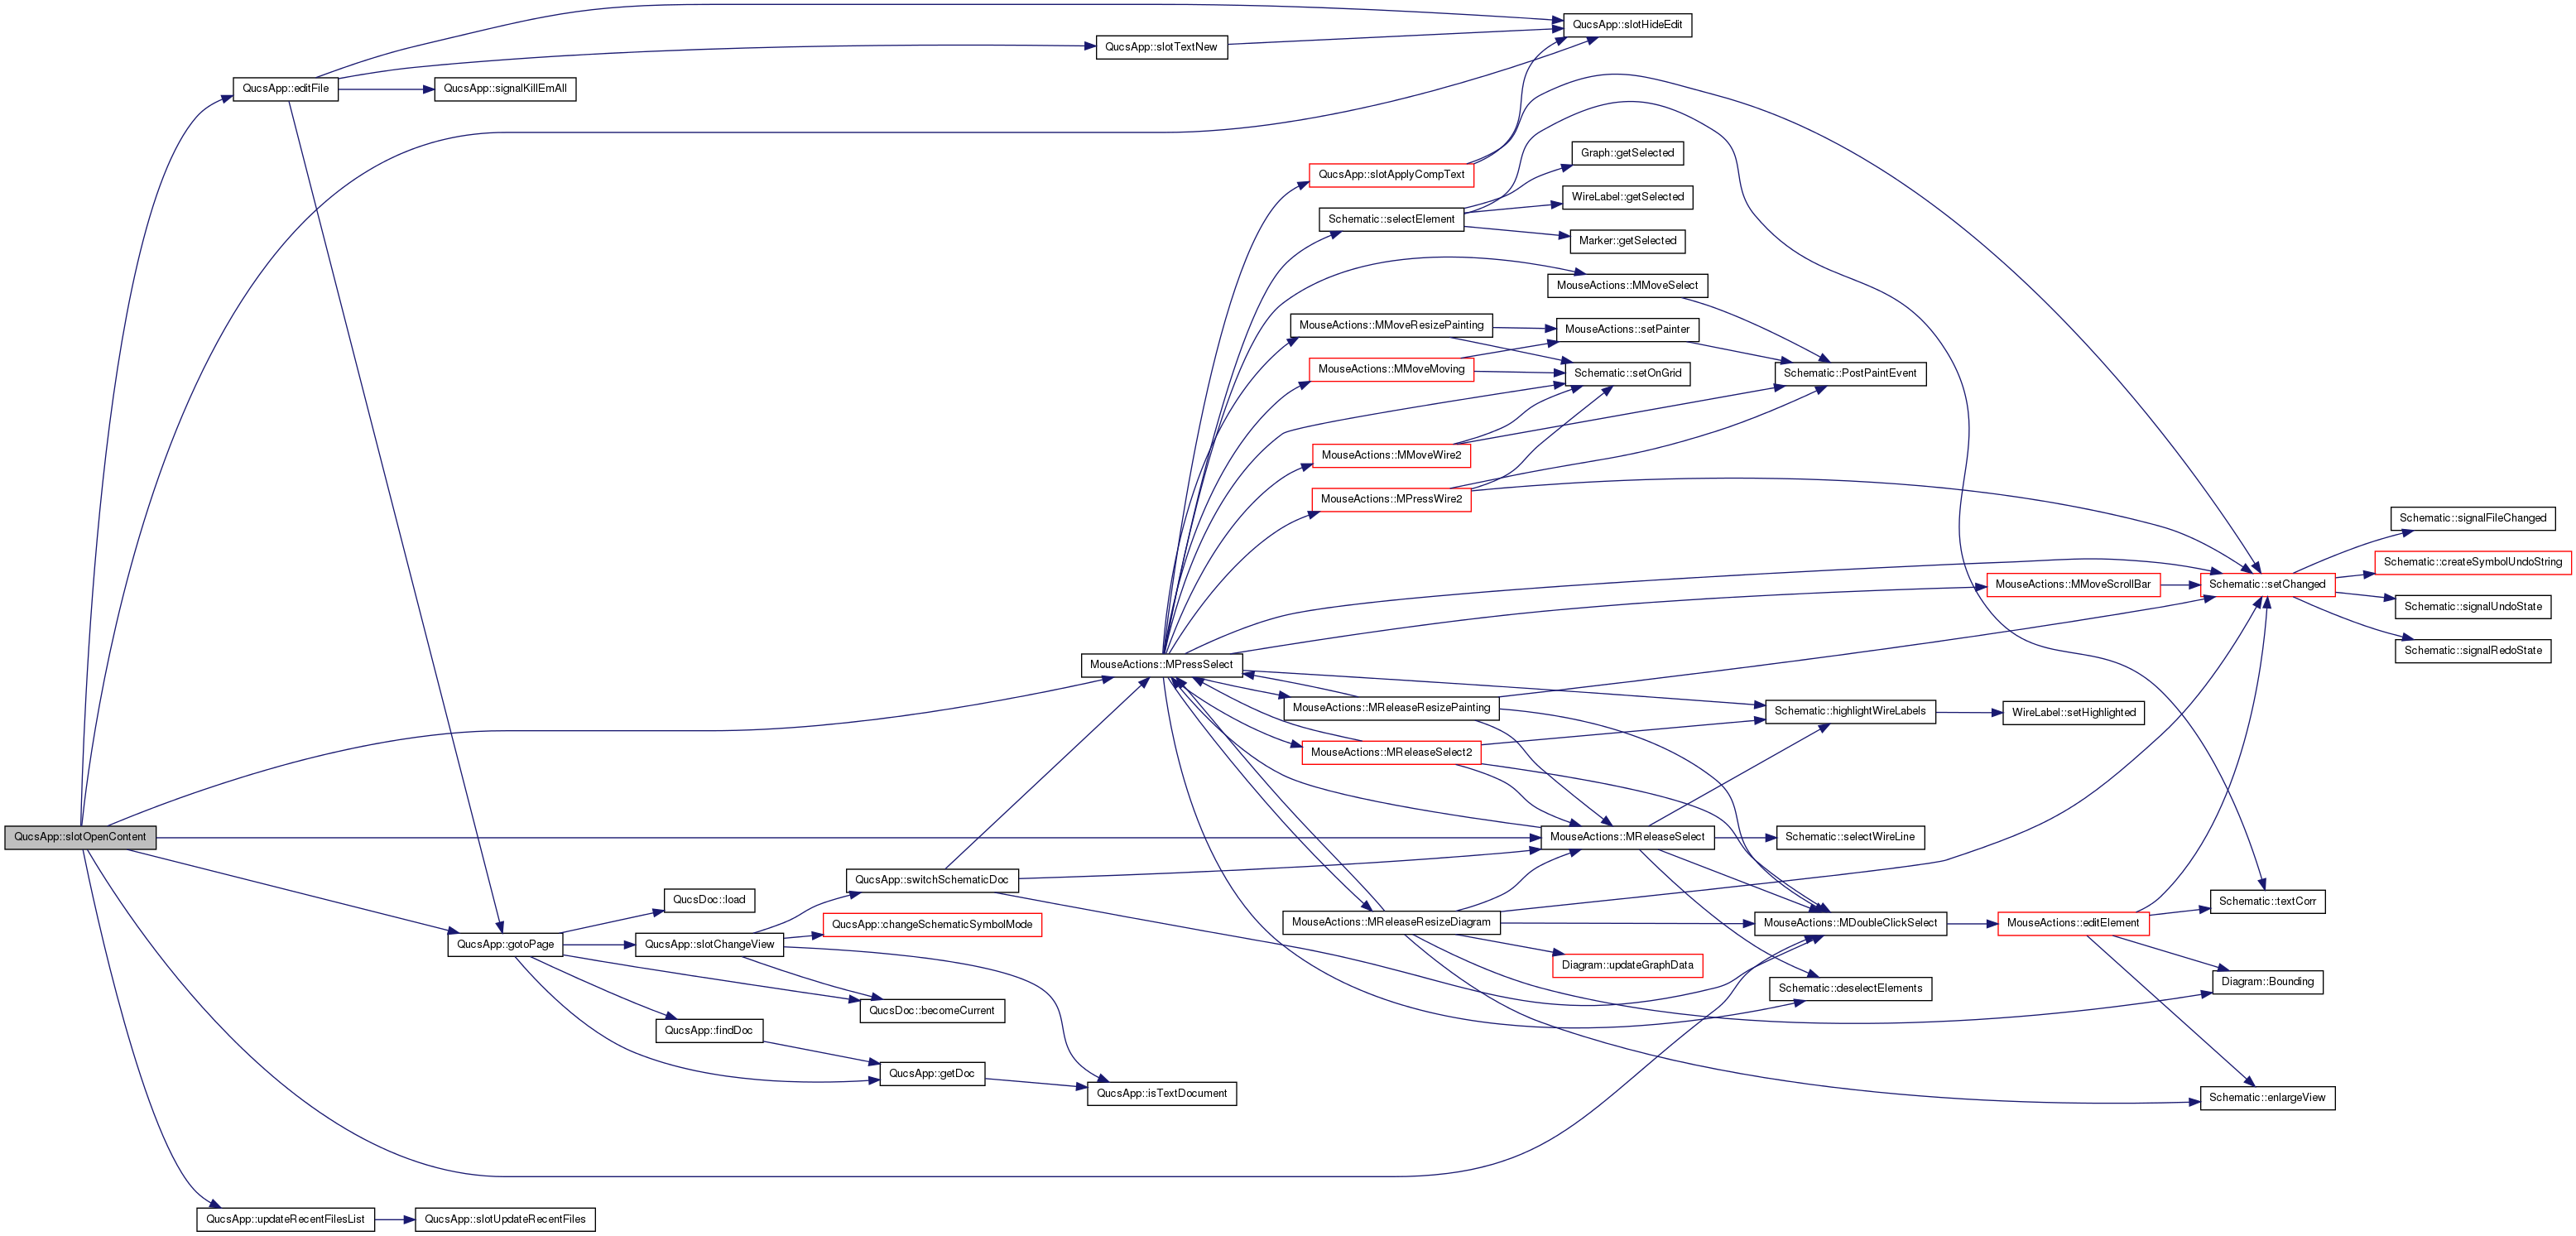 QucsApp::slotHideEdit
QucsApp::slotTextNew
QucsApp::editFile
QucsApp::signalKillEmAll
Graph::getSelected
QucsApp::slotApplyCompText
WireLabel::getSelected
Schematic::selectElement
Marker::getSelected
MouseActions::MMoveSelect
MouseActions::MMoveResizePainting
MouseActions::setPainter
MouseActions::MMoveMoving
Schematic::setOnGrid
Schematic::PostPaintEvent
MouseActions::MMoveWire2
MouseActions::MPressWire2
Schematic::signalFileChanged
Schematic::createSymbolUndoString
MouseActions::MMoveScrollBar
Schematic::setChanged
Schematic::signalUndoState
Schematic::signalRedoState
MouseActions::MPressSelect
MouseActions::MReleaseResizePainting
Schematic::highlightWireLabels
WireLabel::setHighlighted
MouseActions::MReleaseSelect2
QucsApp::slotOpenContent
MouseActions::MReleaseSelect
Schematic::selectWireLine
QucsApp::switchSchematicDoc
QucsDoc::load
Schematic::textCorr
QucsApp::changeSchematicSymbolMode
MouseActions::MReleaseResizeDiagram
MouseActions::MDoubleClickSelect
MouseActions::editElement
QucsApp::gotoPage
QucsApp::slotChangeView
Diagram::updateGraphData
Diagram::Bounding
Schematic::deselectElements
QucsDoc::becomeCurrent
QucsApp::findDoc
QucsApp::getDoc
QucsApp::isTextDocument
Schematic::enlargeView
QucsApp::updateRecentFilesList
QucsApp::slotUpdateRecentFiles